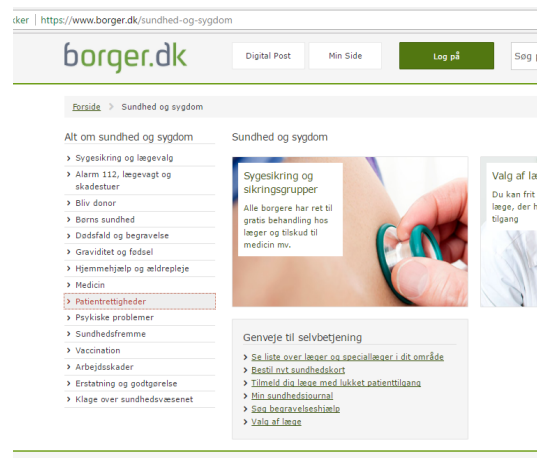 kker https://www.borger.dk/sundhed-og-sygdom
borger.dk
Digital Post
Min Side
Log på
Søg
Forside > Sundhed og sygdom
Alt om sundhed og sygdom
Sygesikring og lægevalg
Alarm 112, lægevagt og
skadestuer
Bliv donor
Børns sundhed
Dødsfald og begravelse
Graviditet og fødsel
Hjemmehjælp og ældrepleje
Medicin
Patientrettigheder
Psykiske problemer
Sundhedsfremme
Vaccination
Arbejdsskader
Erstatning og godtgørelse
Klage over sundhedsvæsenet
Sundhed og sygdom
Sygesikring og
sikringsgrupper
Alle borgere har ret til
gratis behandling hos
læger og tilskud til
medicin mv.
Valg af læ
Du kan frit
læge, der h
tilgang
Genveje til selvbetjening
Se liste over læger og speciallæger i dit område
Bestil nyt sundhedskort
Tilmeld dig læge med lukket patienttilgang
Min sundhedsjournal
Søg begravelseshjælp
Valg af læge